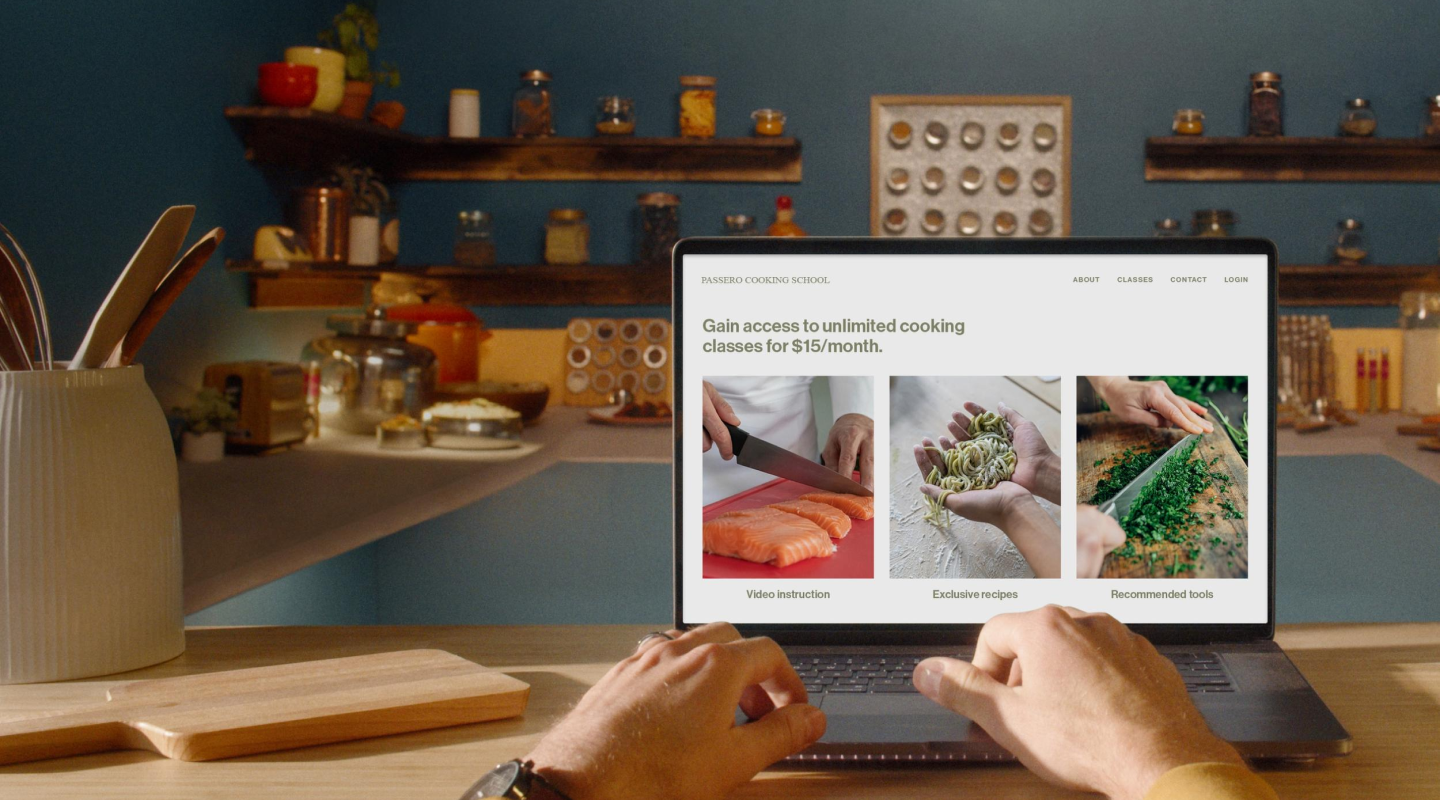 PASSERO COOKING SCHOOL
ABOUT CLASSES CONTACT LOGIN
Gain access to unlimited cooking
classes for $15/month.
Video instruction
Exclusive recipes
Recommended tools